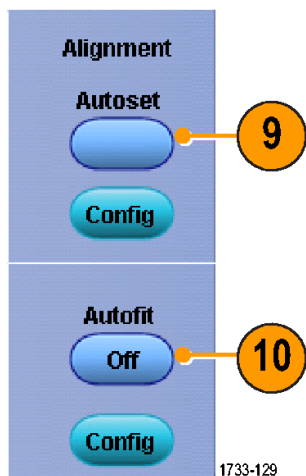 Alignment
Autoset
9
Config
Autofit
Off
10
Config
1733-129